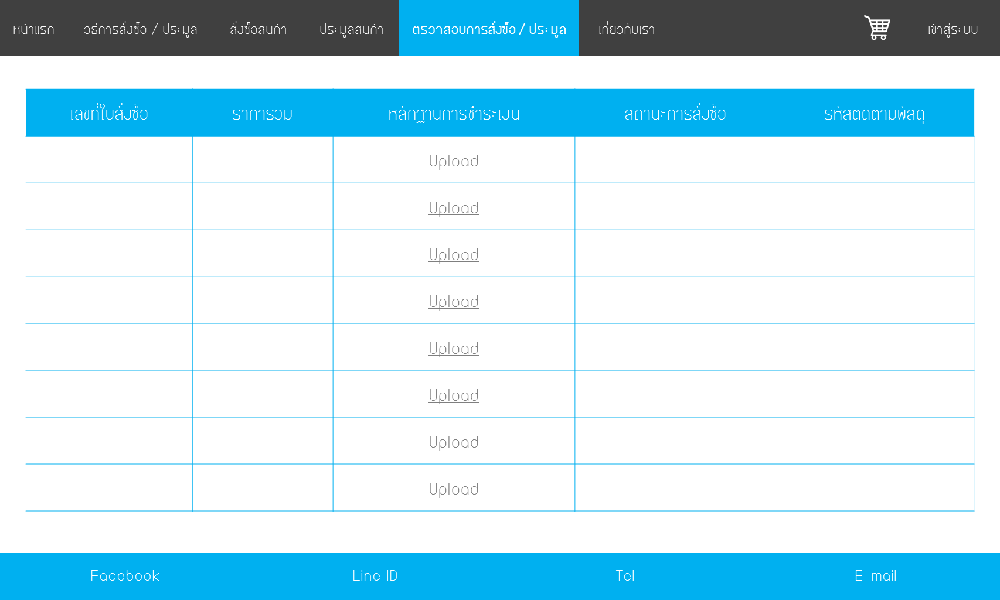 หน้าแรก วิธีการสั่งซื้อ / ประมูล สั่งซื้อสินค้า ประมูลสินค้า ตรวจสอบการสั่งซื้อ / ประมูล เกี่ยวกับเรา เข้าสู่ระบบ
เลขที่ใบสั่งซื้อ ราคารวม หลักฐานการชำระเงิน สถานะการสั่งซื้อ รหัสติดตามพัสดุ
Upload
Upload
Upload
Upload
Upload
Upload
Upload
Upload
Facebook Line ID Tel E-mail